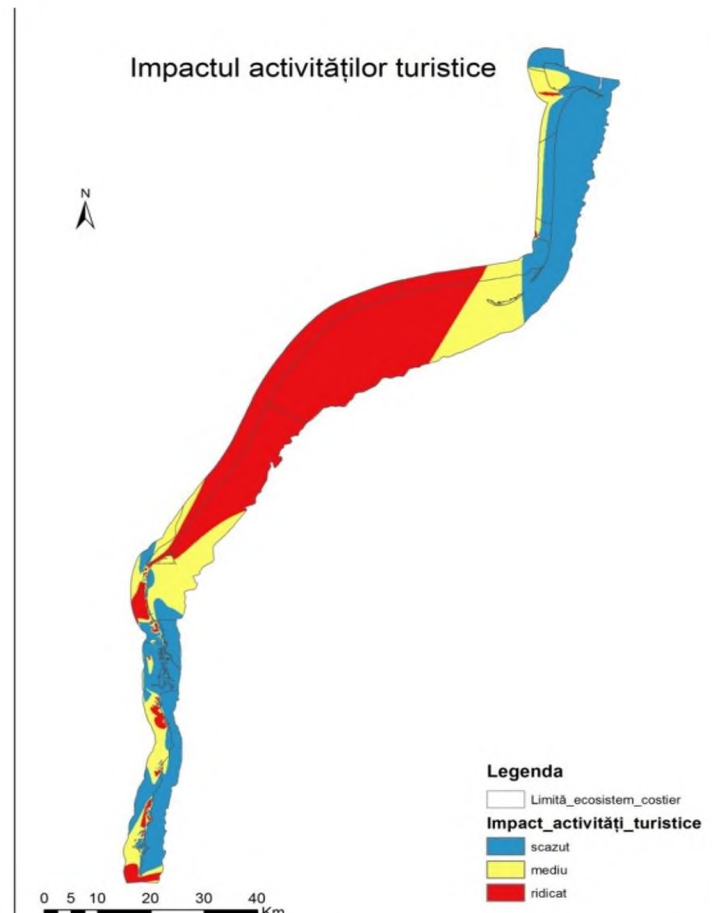 Impactul activităților turistice
N
Legenda
Limită_ecosistem_costier
Impact_activități_turistice
scazut
mediu
ridicat
0 5 10 20 30 40
Km